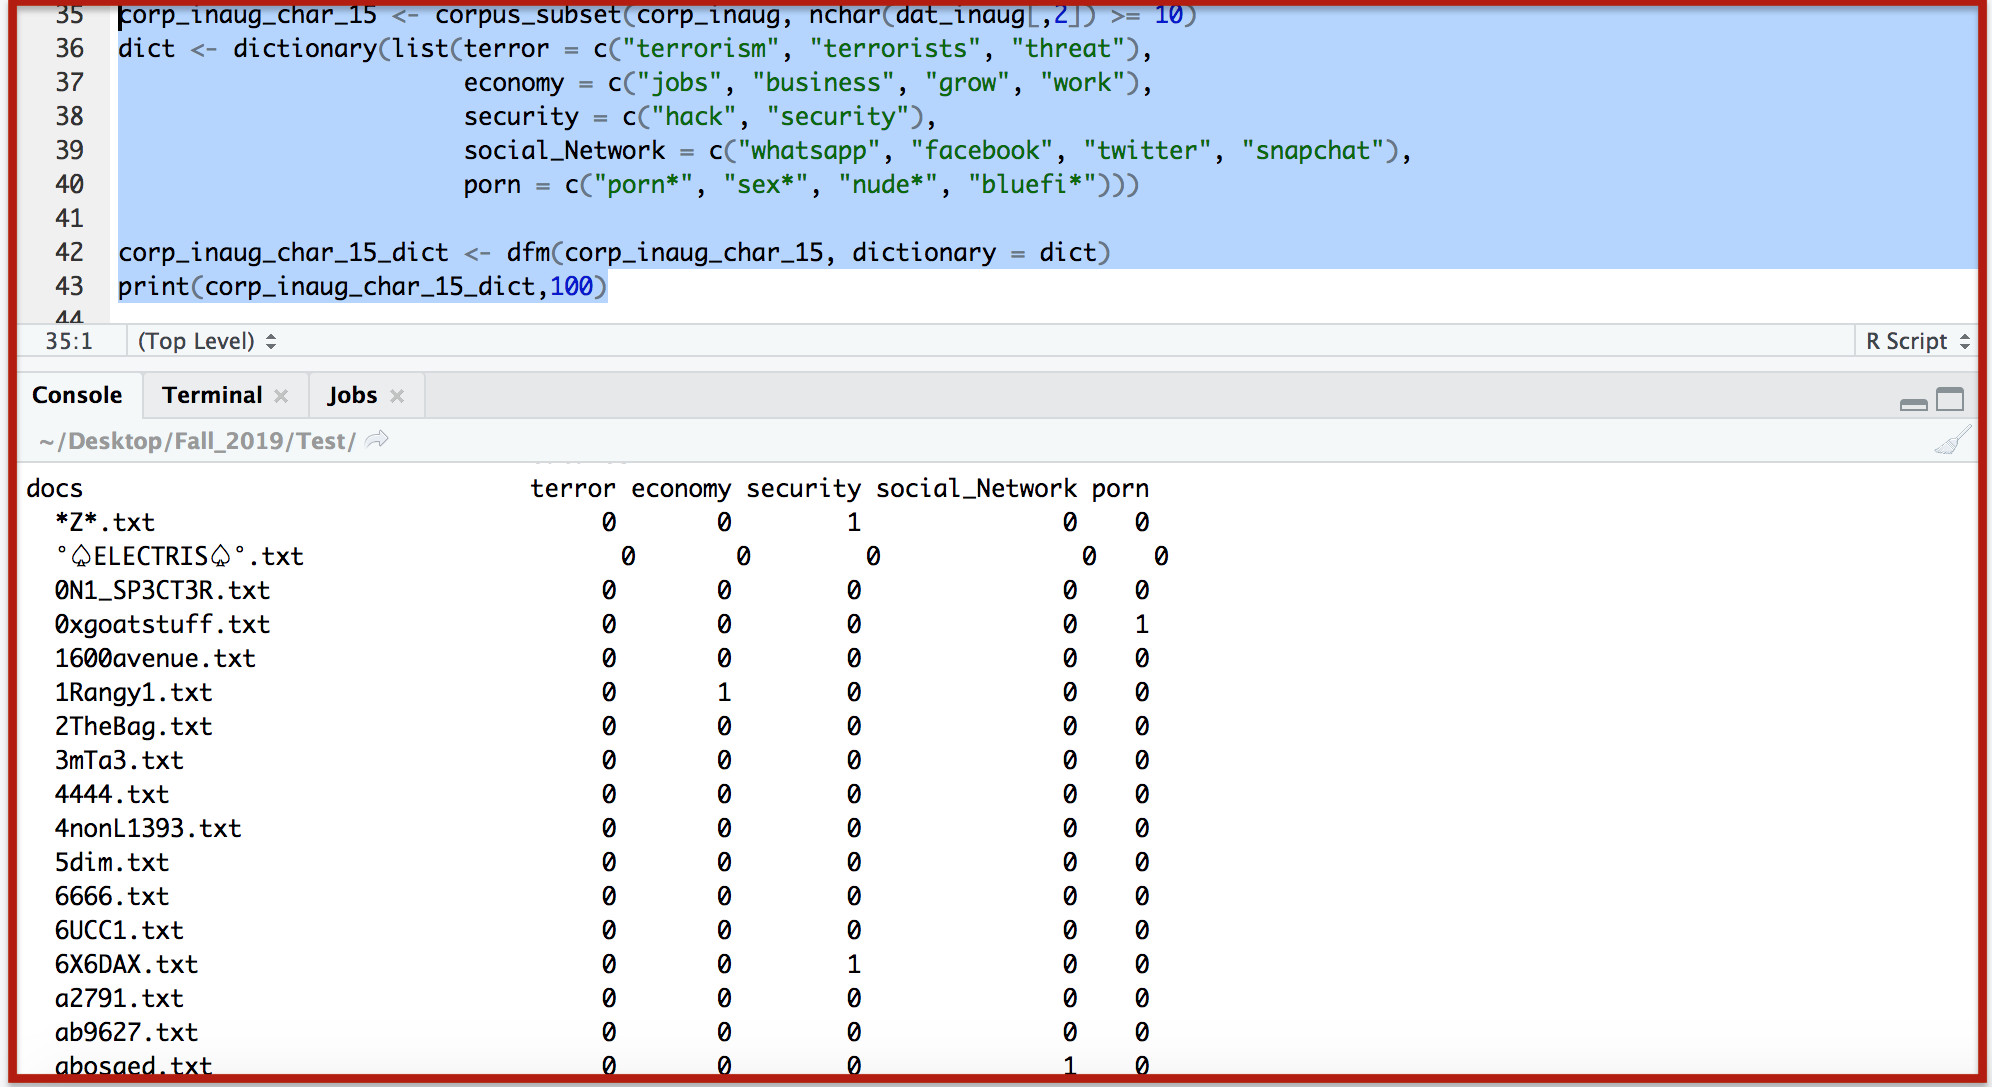 35 corp_inaug_char_15 <- corpus_subset(corp_inaug, nchar(dat_inaug[,2]) >= 10)
36 dict <- dictionary(list(terror = c("terrorism", "terrorists", "threat"),
37 economy = c("jobs", "business", "grow", "work"),
38 security = c("hack", "security"),
39 social_Network = c("whatsapp", "facebook", "twitter", "snapchat"),
40 porn = c("porn*", "sex*", "nude*", "bluefi*")))
41
42 corp_inaug_char_15_dict <- dfm(corp_inaug_char_15, dictionary = dict)
43 print(corp_inaug_char_15_dict,100)
44
35:1 (Top Level) R Script
Console Terminal Jobs
~/Desktop/Fall_2019/Test/
docs terror economy security social_Network porn
*Z*.txt 0 0 1 0 0
°♤ELECTRIS♤°.txt 0 0 0 0 0
0N1_SP3CT3R.txt 0 0 0 0 0
0xgoatstuff.txt 0 0 0 0 1
1600avenue.txt 0 0 0 0 0
1Rangy1.txt 0 1 0 0 0
2TheBag.txt 0 0 0 0 0
3mTa3.txt 0 0 0 0 0
4444.txt 0 0 0 0 0
4nonL1393.txt 0 0 0 0 0
5dim.txt 0 0 0 0 0
6666.txt 0 0 0 0 0
6UCC1.txt 0 0 0 0 0
6X6DAX.txt 0 0 1 0 0
a2791.txt 0 0 0 0 0
ab9627.txt 0 0 0 0 0
abosaed.txt 0 0 0 1 0